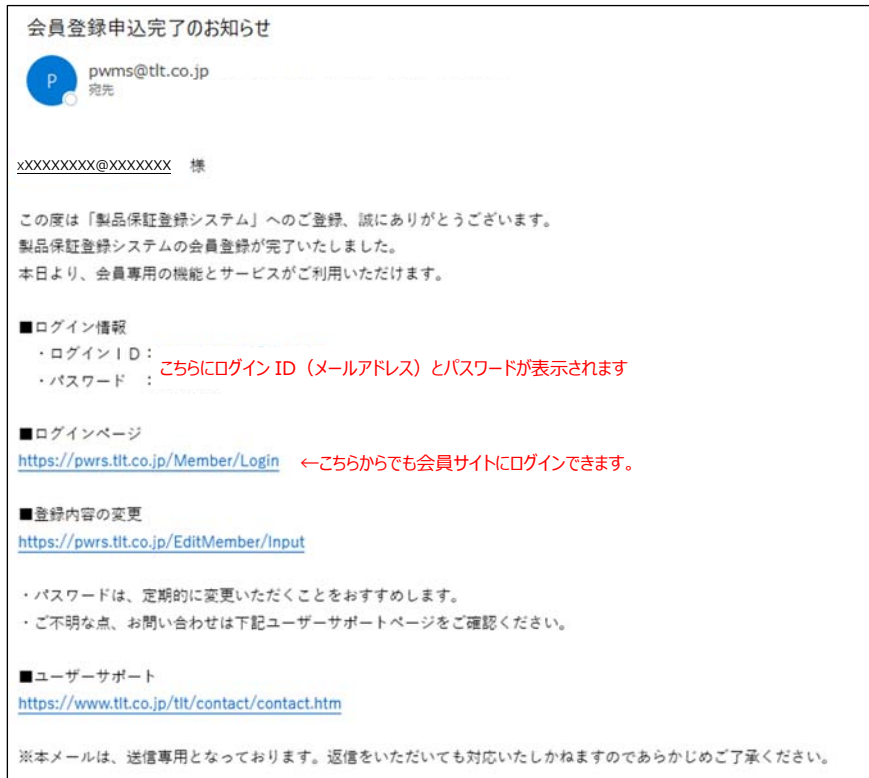 会員登録申込完了のお知らせ
P
pwms@tlt.co.jp
宛先
xXXXXXXXX@XXXXXXX 様
この度は「製品保証登録システム」へのご登録、誠にありがとうございます。
製品保証登録システムの会員登録が完了いたしました。
本日より、会員専用の機能とサービスがご利用いただけます。
■ログイン情報
・ログインＩＤ：
こちらにログイン ID（メールアドレス）とパスワードが表示されます
・パスワード ：
■ログインページ
https://pwrs.tlt.co.jp/Member/Login ←こちらからでも会員サイトにログインできます。
■登録内容の変更
https://pwrs.tlt.co.jp/EditMember/Input
・パスワードは、定期的に変更いただくことをおすすめします。
・ご不明な点、お問い合わせは下記ユーザーサポートページをご確認ください。
■ユーザーサポート
https://www.tlt.co.jp/tlt/contact/contact.htm
※本メールは、送信専用となっております。返信をいただいても対応いたしかねますのであらかじめご了承ください。